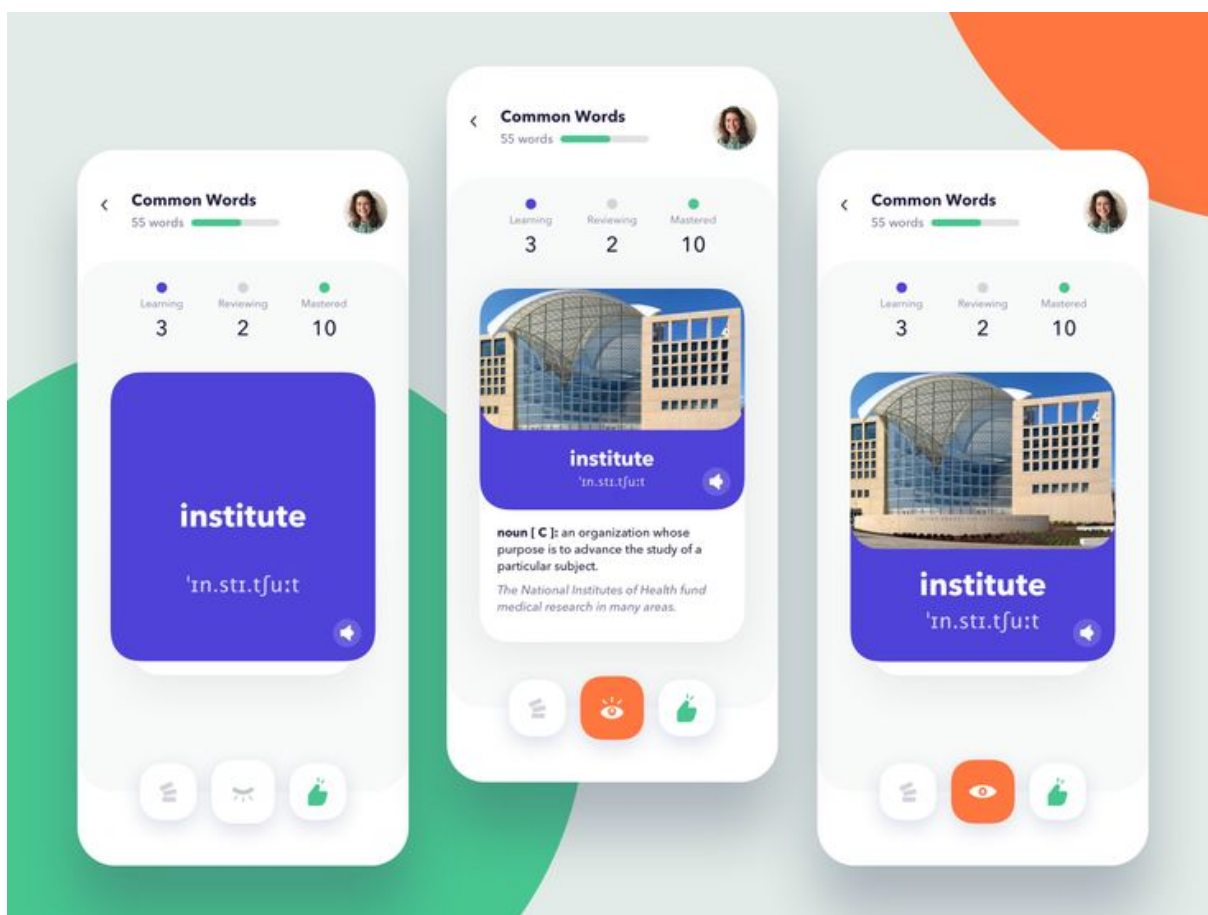 Common Words
55 words
Learning
Reviewing
Mastered
3
2
10
institute
'ɪn.stɪ.tʃuːt
Common Words
55 words
Learning
Reviewing
Mastered
3
2
10
institute
'ɪn.stɪ.tʃuːt
noun [ C ]: an organization whose
purpose is to advance the study of a
particular subject.
The National Institutes of Health fund
medical research in many areas.
Common Words
55 words
Learning
Reviewing
Mastered
3
2
10
institute
'ɪn.stɪ.tʃuːt